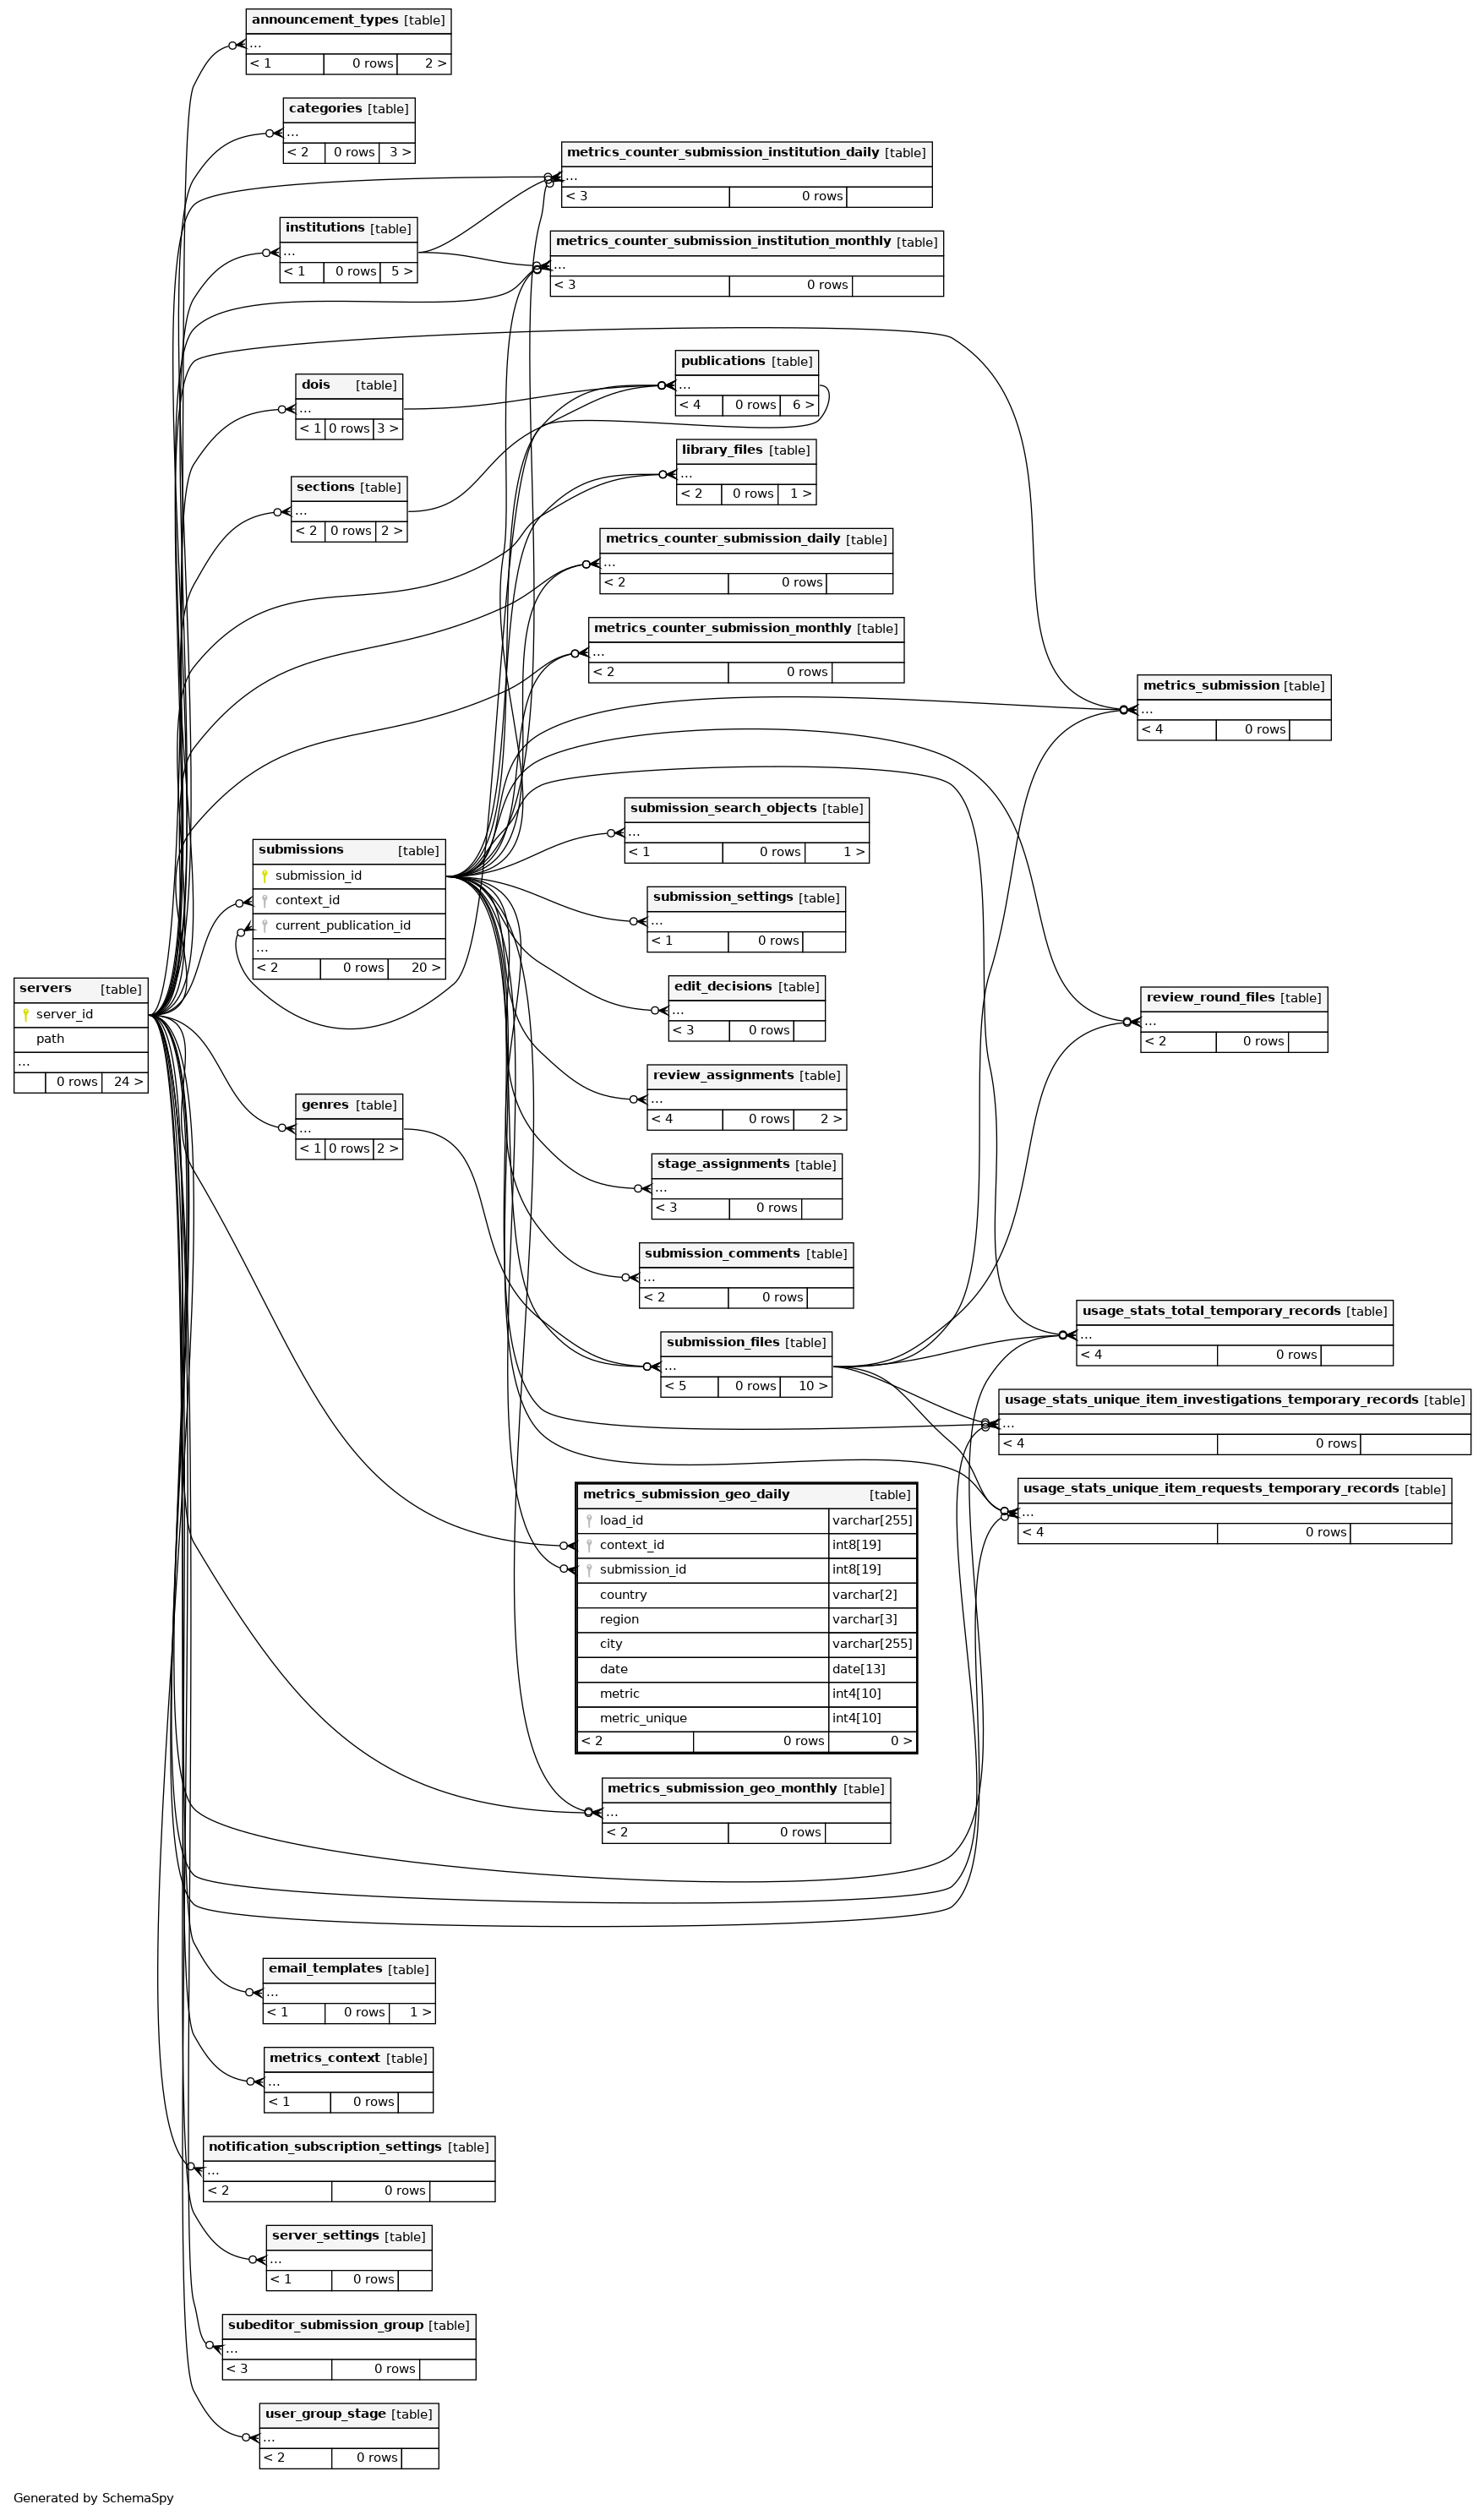 announcement_types [table]
...
< 1 0 rows 2 >
categories [table]
...
< 2 0 rows 3 >
metrics_counter_submission_institution_daily [table]
...
< 3 0 rows
institutions [table]
...
< 1 0 rows 5 >
metrics_counter_submission_institution_monthly [table]
...
< 3 0 rows
publications [table]
...
< 4 0 rows 6 >
dois [table]
...
< 1 0 rows 3 >
library_files [table]
...
< 2 0 rows 1 >
sections [table]
...
< 2 0 rows 2 >
metrics_counter_submission_daily [table]
...
< 2 0 rows
metrics_counter_submission_monthly [table]
...
< 2 0 rows
metrics_submission [table]
...
< 4 0 rows
submission_search_objects [table]
...
< 1 0 rows 1 >
submissions [table]
submission_id
context_id
current_publication_id
...
< 2 0 rows 20 >
submission_settings [table]
...
< 1 0 rows
servers [table]
server_id
path
...
0 rows 24 >
edit_decisions [table]
...
< 3 0 rows
review_round_files [table]
...
< 2 0 rows
review_assignments [table]
...
< 4 0 rows 2 >
genres [table]
...
< 1 0 rows 2 >
stage_assignments [table]
...
< 3 0 rows
submission_comments [table]
...
< 2 0 rows
usage_stats_total_temporary_records [table]
...
< 4 0 rows
submission_files [table]
...
< 5 0 rows 10 >
usage_stats_unique_item_investigations_temporary_records [table]
...
< 4 0 rows
usage_stats_unique_item_requests_temporary_records [table]
...
< 4 0 rows
metrics_submission_geo_daily [table]
load_id varchar[255]
context_id int8[19]
submission_id int8[19]
country varchar[2]
region varchar[3]
city varchar[255]
date date[13]
metric int4[10]
metric_unique int4[10]
< 2 0 rows 0 >
metrics_submission_geo_monthly [table]
...
< 2 0 rows
email_templates [table]
...
< 1 0 rows 1 >
metrics_context [table]
...
< 1 0 rows
notification_subscription_settings [table]
...
< 2 0 rows
server_settings [table]
...
< 1 0 rows
subeditor_submission_group [table]
...
< 3 0 rows
user_group_stage [table]
...
< 2 0 rows
Generated by SchemaSpy